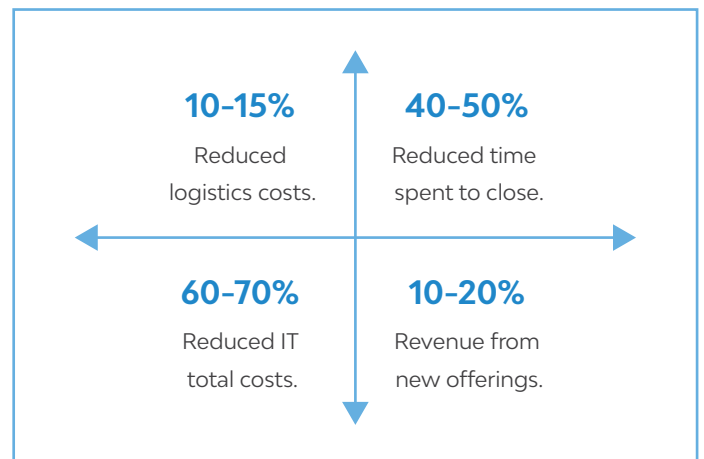 10-15%
Reduced
logistics costs.
40-50%
Reduced time
spent to close.
60-70%
Reduced IT
total costs.
10-20%
Revenue from
new offerings.